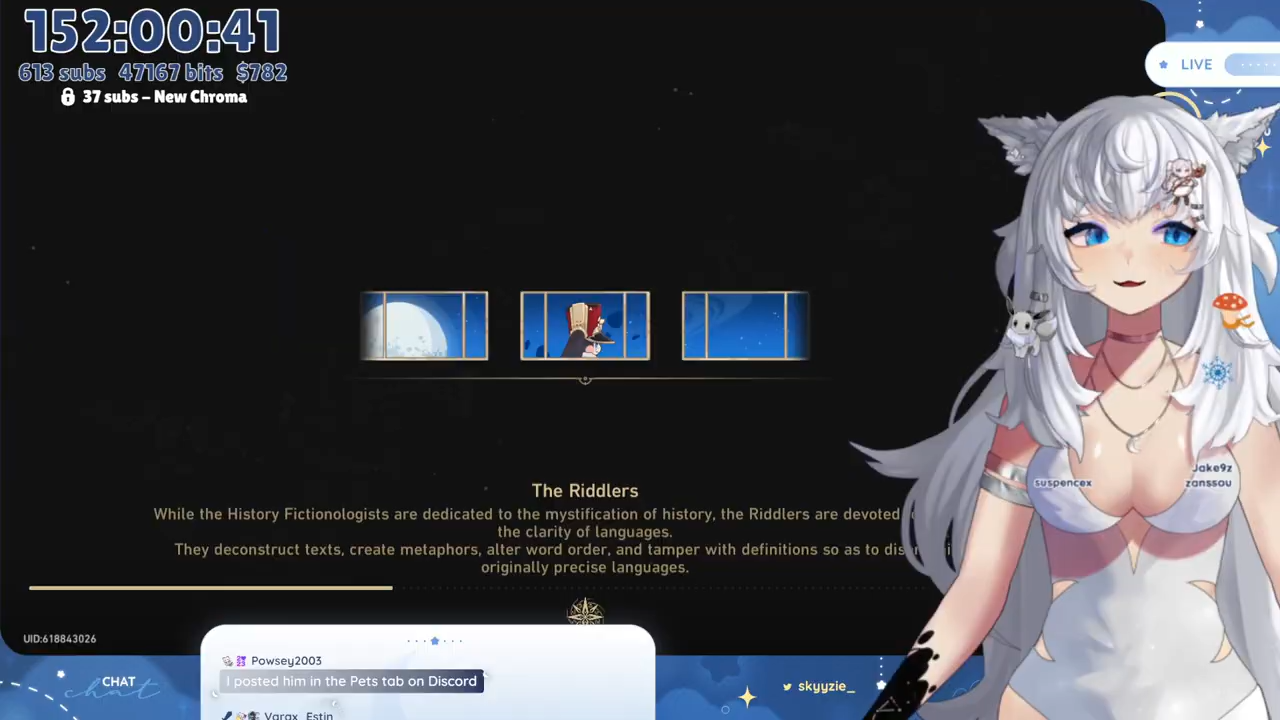 152:00:41
613 subs 47167 bits $782
37 subs – New Chroma
LIVE
The Riddlers
While the History Fictionologists are dedicated to the mystification of history, the Riddlers are devoted
the clarity of languages.
They deconstruct texts, create metaphors, alter word order, and tamper with definitions so as to
originally precise languages.
Jake9z
suspencex
zanssou
UID:618843026
Powsey2003
I posted him in the Pets tab on Discord
Varax_Estin
CHAT
chat
skyyzie_